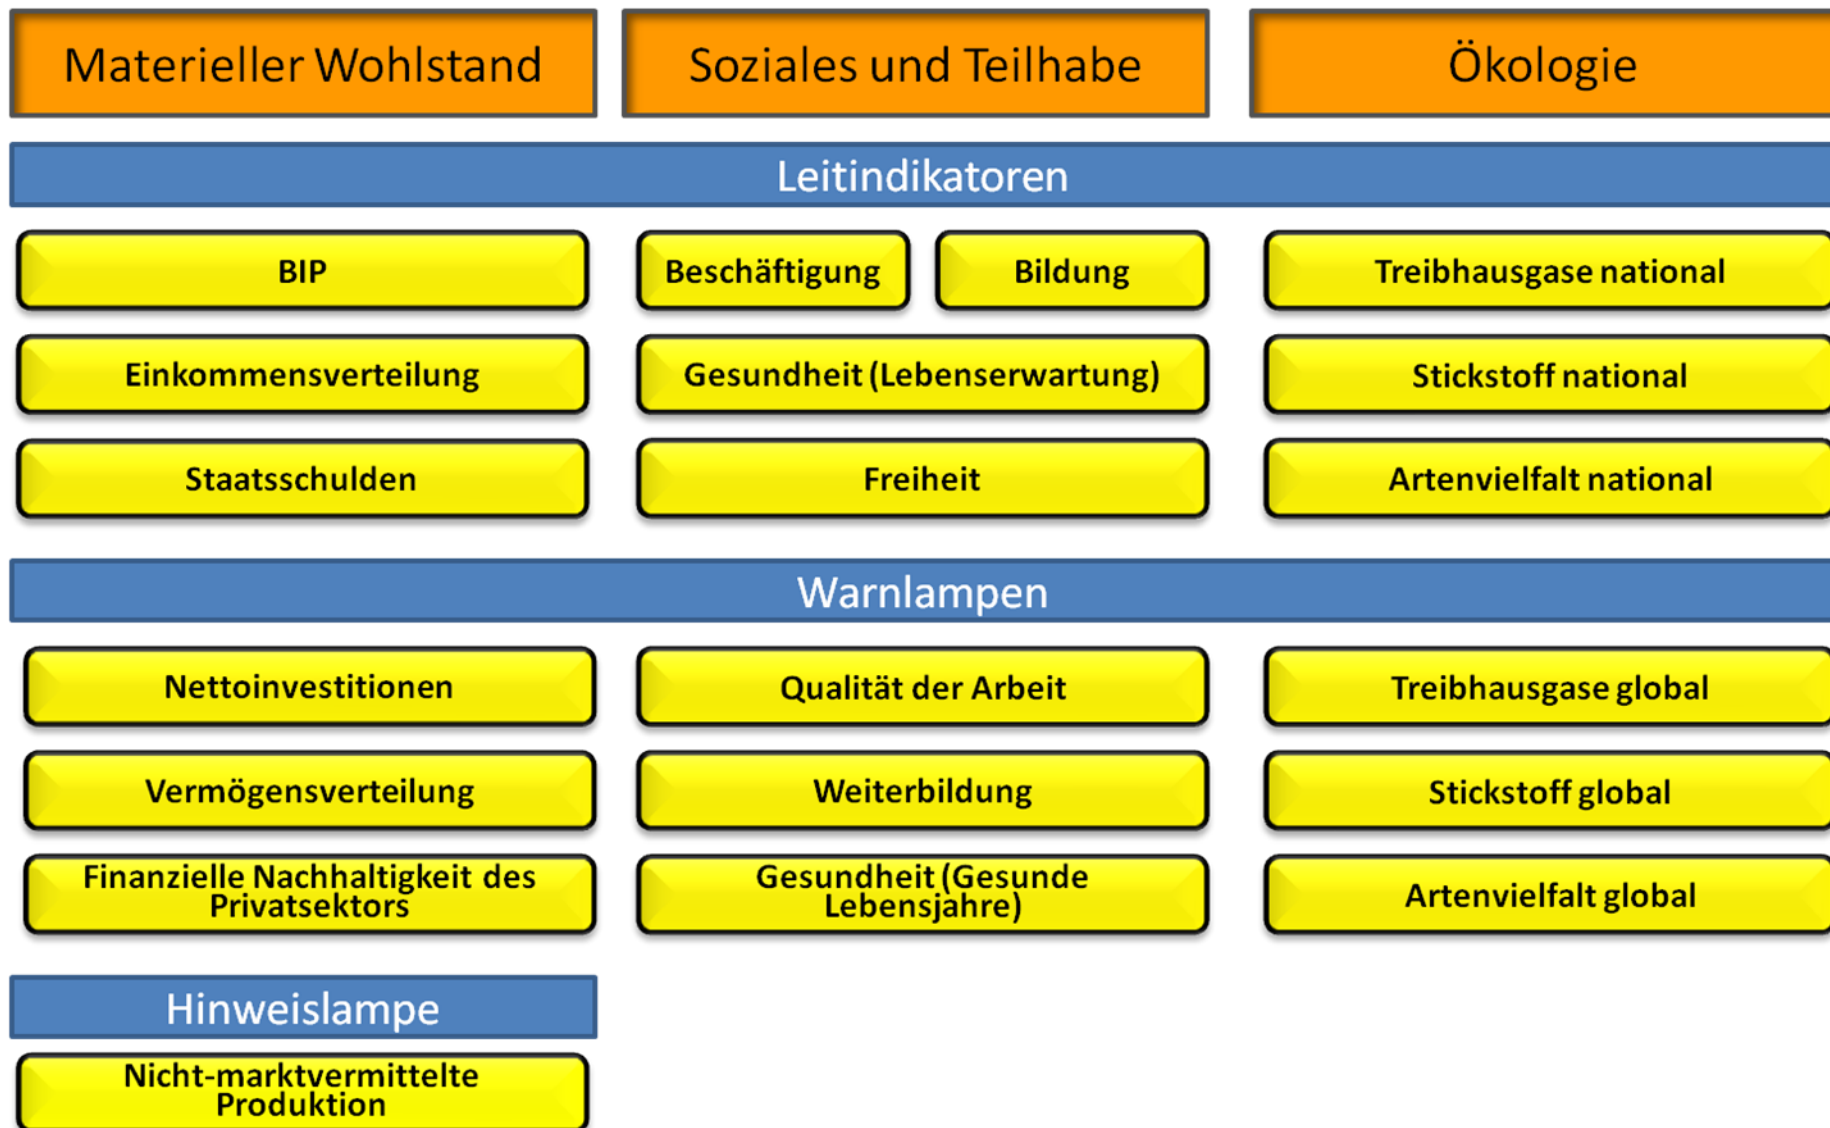 Materieller Wohlstand
Soziales und Teilhabe
Ökologie
Leitindikatoren
BIP
Beschäftigung
Bildung
Treibhausgase national
Einkommensverteilung
Gesundheit (Lebenserwartung)
Stickstoff national
Staatsschulden
Freiheit
Artenvielfalt national
Warnlampen
Nettoinvestitionen
Qualität der Arbeit
Treibhausgase global
Vermögensverteilung
Weiterbildung
Stickstoff global
Finanzielle Nachhaltigkeit des
Privatsektors
Gesundheit (Gesunde
Lebensjahre)
Artenvielfalt global
Hinweislampe
Nicht-marktvermittelte
Produktion